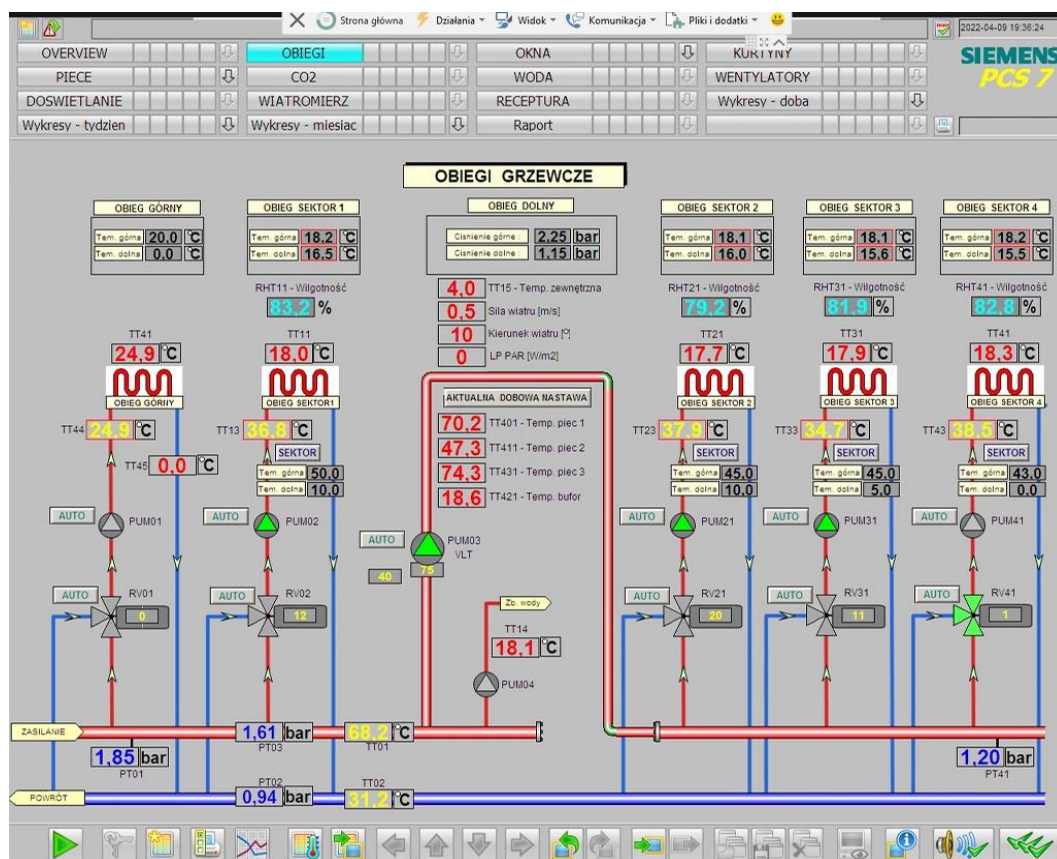 Strona główna Działania Widok Komunikacja Pliki i dodatki
2022-04-09 19:36:24
OVERVIEW OBIEGI OKNA KURTYNY
SIEMENS
PIECE CO2 WODA WENTYLATORY
PCS 7
DOSWIETLANIE WIATROMIERZ RECEPTURA Wykresy - doba
Wykresy - tydzien Wykresy - miesiac Raport
OBIEGI GRZEWCZE
OBIEG GÓRNY OBIEG SEKTOR 1 OBIEG DOLNY OBIEG SEKTOR 2 OBIEG SEKTOR 3 OBIEG SEKTOR 4
Tem. górna 20.0 °C Tem. górna 18.2 °C Cisnienie górne : 2.25 bar Tem. górna 18.1 °C Tem. górna 18.1 °C Tem. górna 18.2 °C
Tem. dolna 0.0 °C Tem. dolna 16.5 °C Cisnienie dolne : 1.15 bar Tem. dolna 16.0 °C Tem. dolna 15.6 °C Tem. dolna 15.5 °C
RHT11 - Wilgotność 4,0 TT15 - Temp. zewnętrzna RHT21 - Wilgotność RHT31 - Wilgotność RHT41 - Wilgotność
83,2 % 0,5 Sila wiatru [m/s] 79,2 % 81,9 % 82,8 %
TT41 TT11 10 Kierunek wiatru [º] TT21 TT31 TT41
24,9 °C 18,0 °C 0 LP PAR [W/m2] 17,7 °C 17,9 °C 18,3 °C
OBIEG GÓRNY OBIEG SEKTOR1 AKTUALNA DOBOWA NASTAWA OBIEG SEKTOR 2 OBIEG SEKTOR 3 OBIEG SEKTOR 4
TT44 24,9 °C TT13 36,8 °C 70,2 TT401 - Temp. piec 1 TT23 37,9 °C TT33 34,7 °C TT43 38,5 °C
TT45 0,0 °C SEKTOR 47,3 TT411 - Temp. piec 2 SEKTOR SEKTOR SEKTOR
Tem. górna 50,0 74,3 TT431 - Temp. piec 3 Tem. górna 45,0 Tem. górna 45,0 Tem. górna 43,0
Tem. dolna 10,0 18,6 TT421 - Temp. bufor Tem. dolna 10,0 Tem. dolna 5,0 Tem. dolna 0,0
AUTO PUM01 AUTO PUM02 AUTO PUM21 AUTO PUM31 AUTO PUM41
AUTO PUM03
VLT
40 75
AUTO RV01 AUTO RV02 Zb. wody AUTO RV21 AUTO RV31 AUTO RV41
0 12 20 11 1
TT14
18,1 °C
PUM04
ZASILANIE 1,61 bar 68,2 °C
PT03 TT01
1,85 bar 1,20 bar
PT01 PT41
PT02 TT02
POWRÓT 0,94 bar 31,2 °C